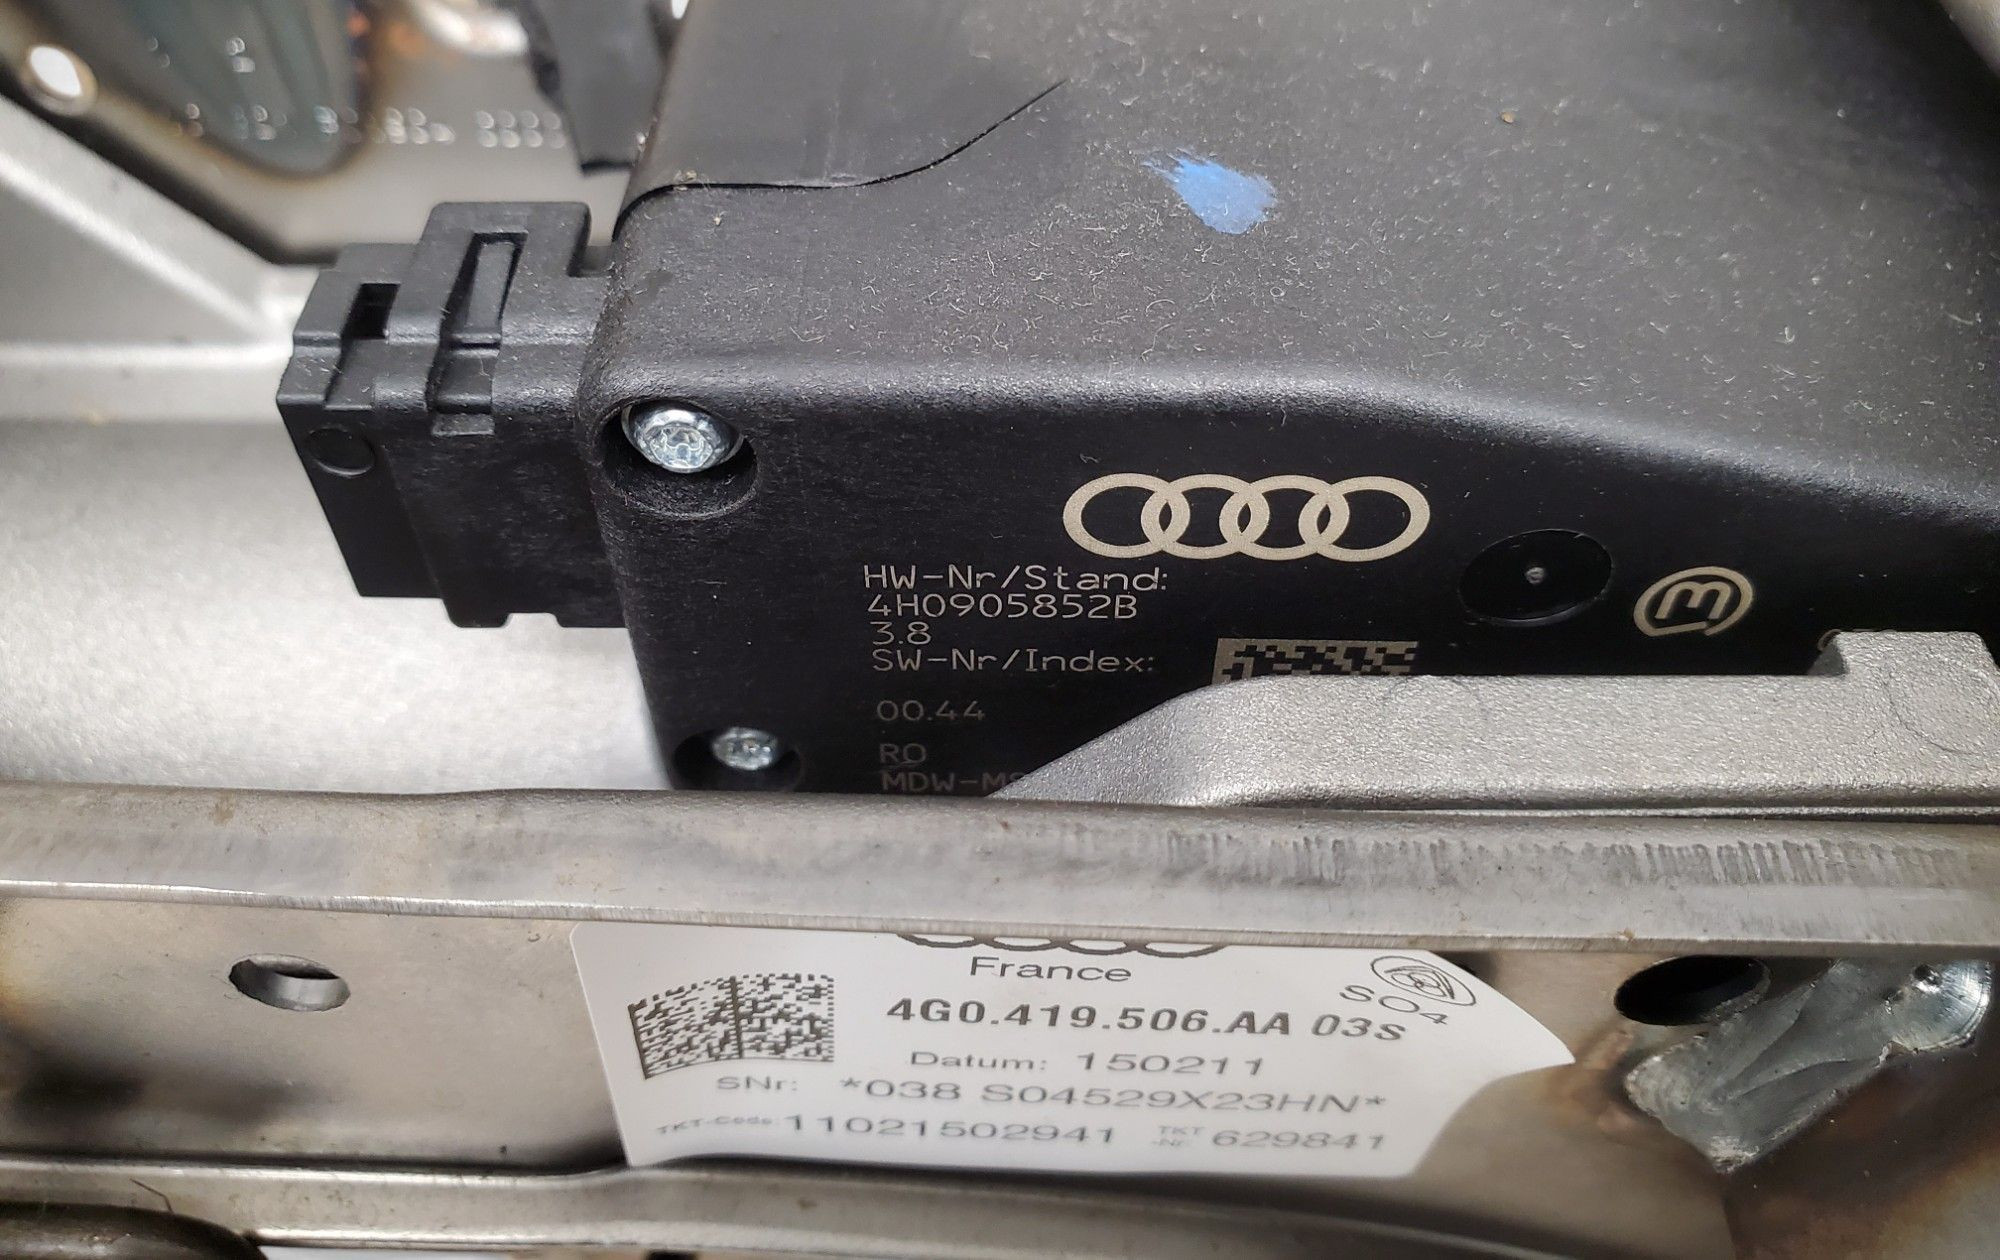 HW-Nr/Stand:
4H0905852B
3.8
SW-Nr/Index:
00.44
RO
France
4G0.419.506.AA 03S
SO4
Datum: 150211
SNr: *038 S04529X23HN*
TKT-Code: 11021502941 TKT-Nr. 629841